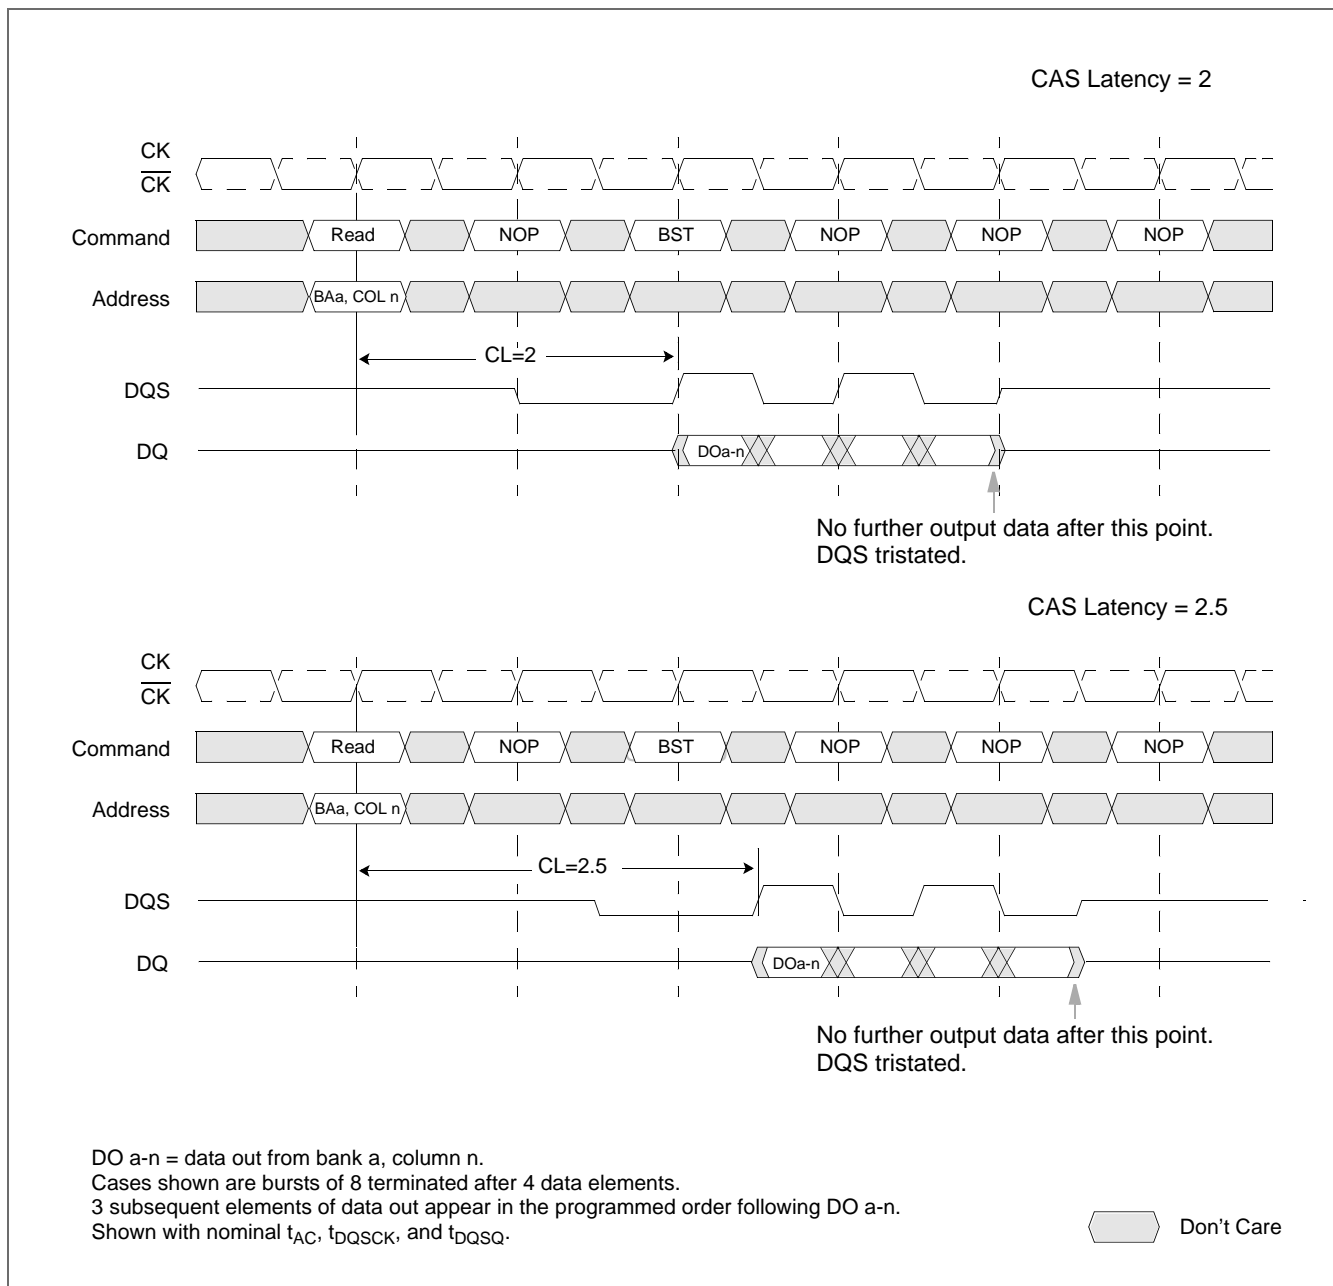 CAS Latency = 2
CK
CK
Command Read NOP BST NOP NOP NOP
Address BAa, COL n
CL=2
DQS
DQ DOa-n
No further output data after this point.
DQS tristated.
CAS Latency = 2.5
CK
CK
Command Read NOP BST NOP NOP NOP
Address BAa, COL n
CL=2.5
DQS
DQ DOa-n
No further output data after this point.
DQS tristated.
DO a-n = data out from bank a, column n.
Cases shown are bursts of 8 terminated after 4 data elements.
3 subsequent elements of data out appear in the programmed order following DO a-n.
Shown with nominal tAC, tDQSCK, and tDQSQ.
Don't Care